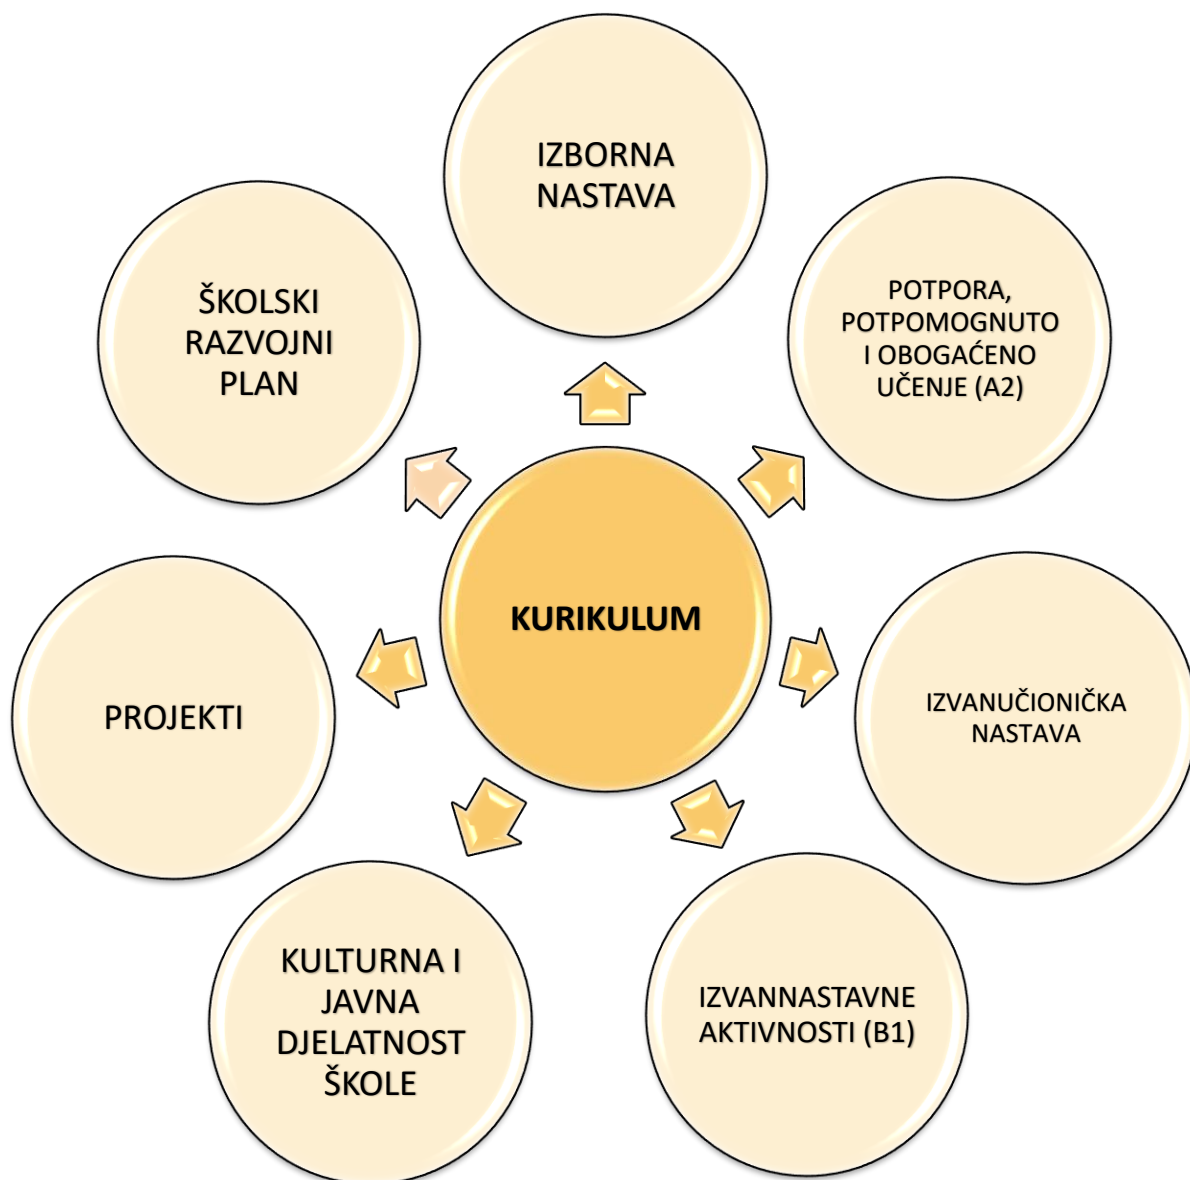 IZBORNA
NASTAVA
POTPORA,
POTPOMOGNUTO
I OBOGAĆENO
UČENJE (A2)
IZVANUČIONIČKA
NASTAVA
IZVANNASTAVNE
AKTIVNOSTI (B1)
KULTURNA I
JAVNA
DJELATNOST
ŠKOLE
PROJEKTI
ŠKOLSKI
RAZVOJNI
PLAN
KURIKULUM